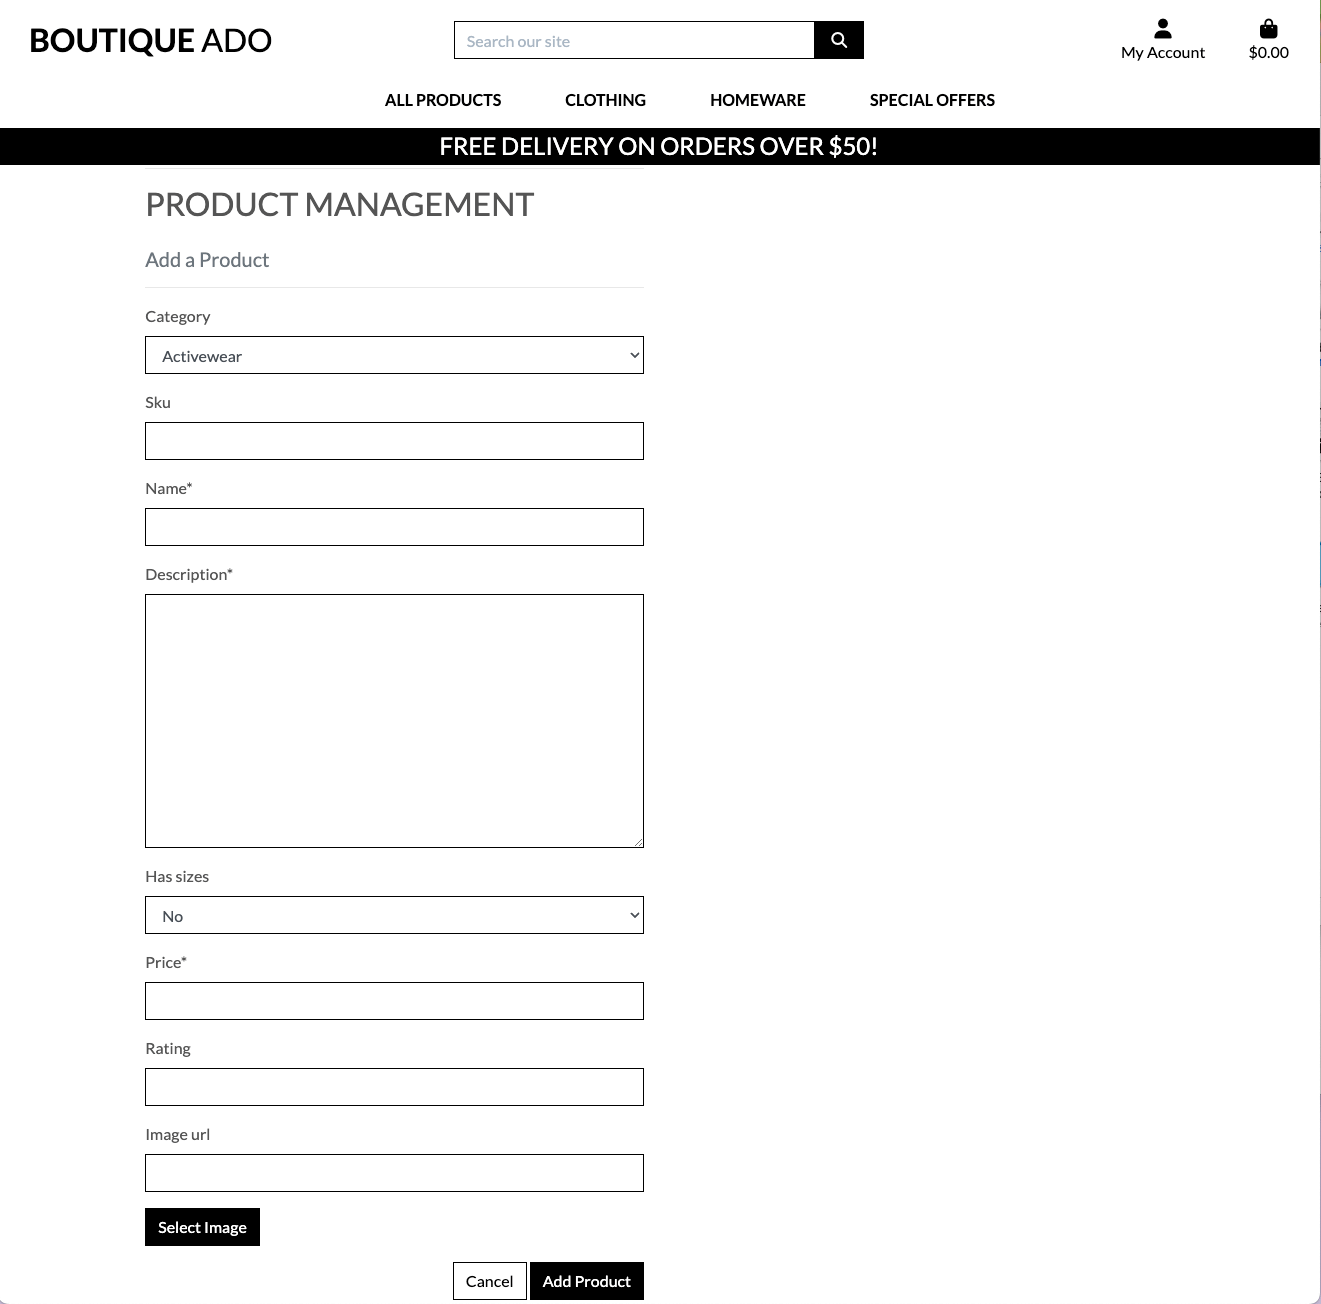 BOUTIQUE ADO
Search our site
My Account
$0.00
ALL PRODUCTS
CLOTHING
HOMEWARE
SPECIAL OFFERS
FREE DELIVERY ON ORDERS OVER $50!
PRODUCT MANAGEMENT
Add a Product
Category
Activewear
Sku
Name*
Description*
Has sizes
No
Price*
Rating
Image url
Select Image
Cancel
Add Product